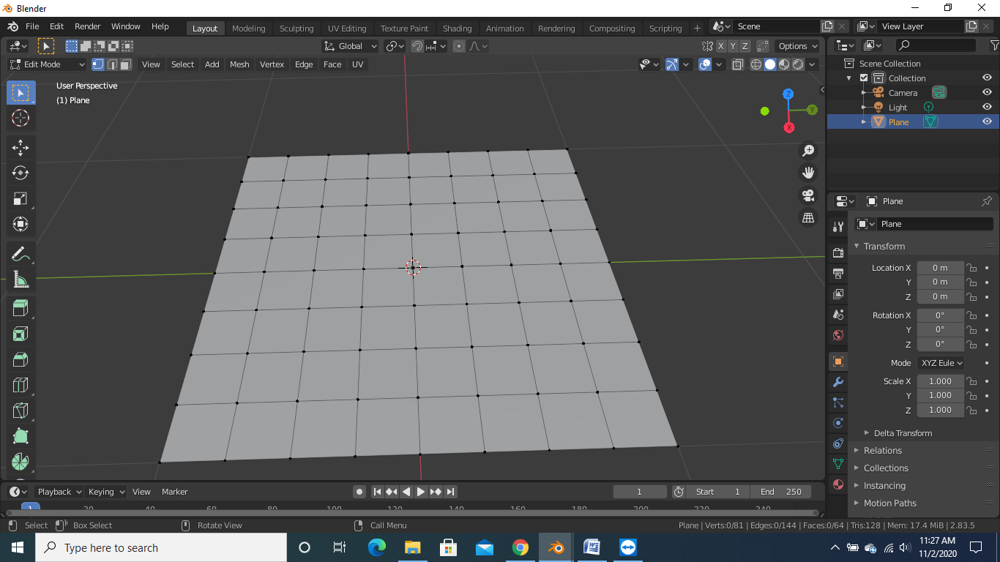 Blender
File Edit Render Window Help Layout Modeling Sculpting UV Editing Texture Paint Shading Animation Rendering Compositing Scripting + Scene View Layer
Global X Y Z Options
Edit Mode View Select Add Mesh Vertex Edge Face UV
User Perspective
(1) Plane
Z
Y
X
Scene Collection
Collection
Camera
Light
Plane
Plane
Plane
Transform
Location X 0 m
Y 0 m
Z 0 m
Rotation X 0°
Y 0°
Z 0°
Mode XYZ Eule
Scale X 1.000
Y 1.000
Z 1.000
Delta Transform
Relations
Collections
Instancing
Motion Paths
Playback Keying View Marker 1 Start 1 End 250
1 20 40 60 80 100 120 140 160 180 200 220 240
Select Box Select Rotate View Call Menu Plane | Verts:0/81 | Edges:0/144 | Faces:0/64 | Tris:128 | Mem: 17.4 MiB | 2.83.5
Type here to search
11:27 AM
11/2/2020